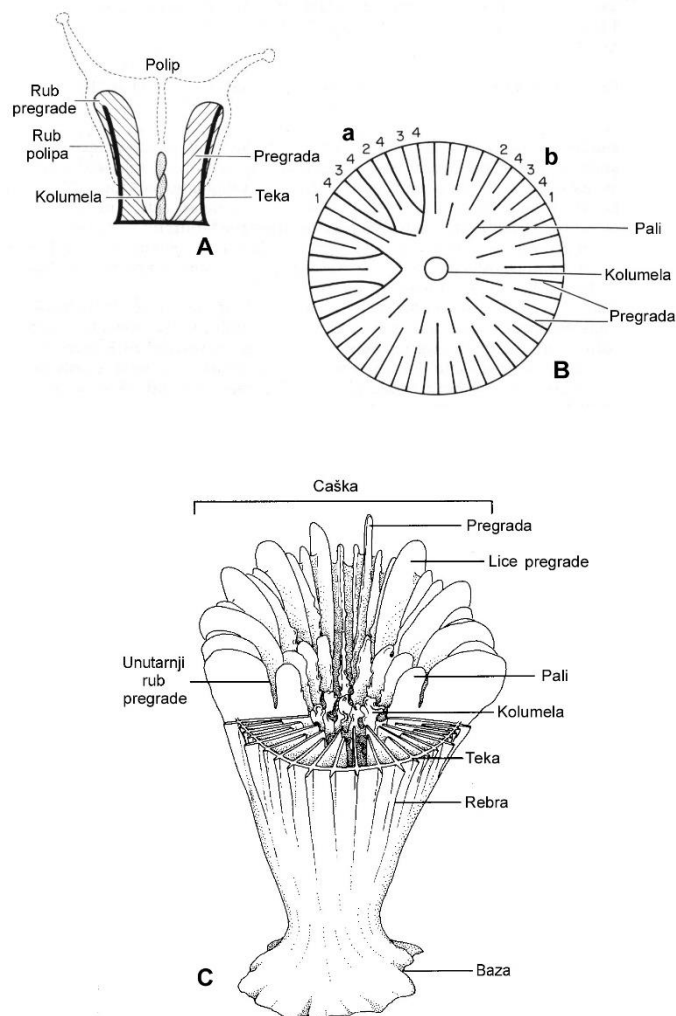 Polip
Rub
pregrade
Rub
polipa
Pregrada
Kolumela
Teka
A
a
1 4 3 4 2 4 3 4
2 4 3 4 1
b
Pali
Kolumela
Pregrada
B
Caška
Pregrada
Lice pregrade
Unutarnji
rub
pregrade
Pali
Kolumela
Teka
Rebra
C
Baza